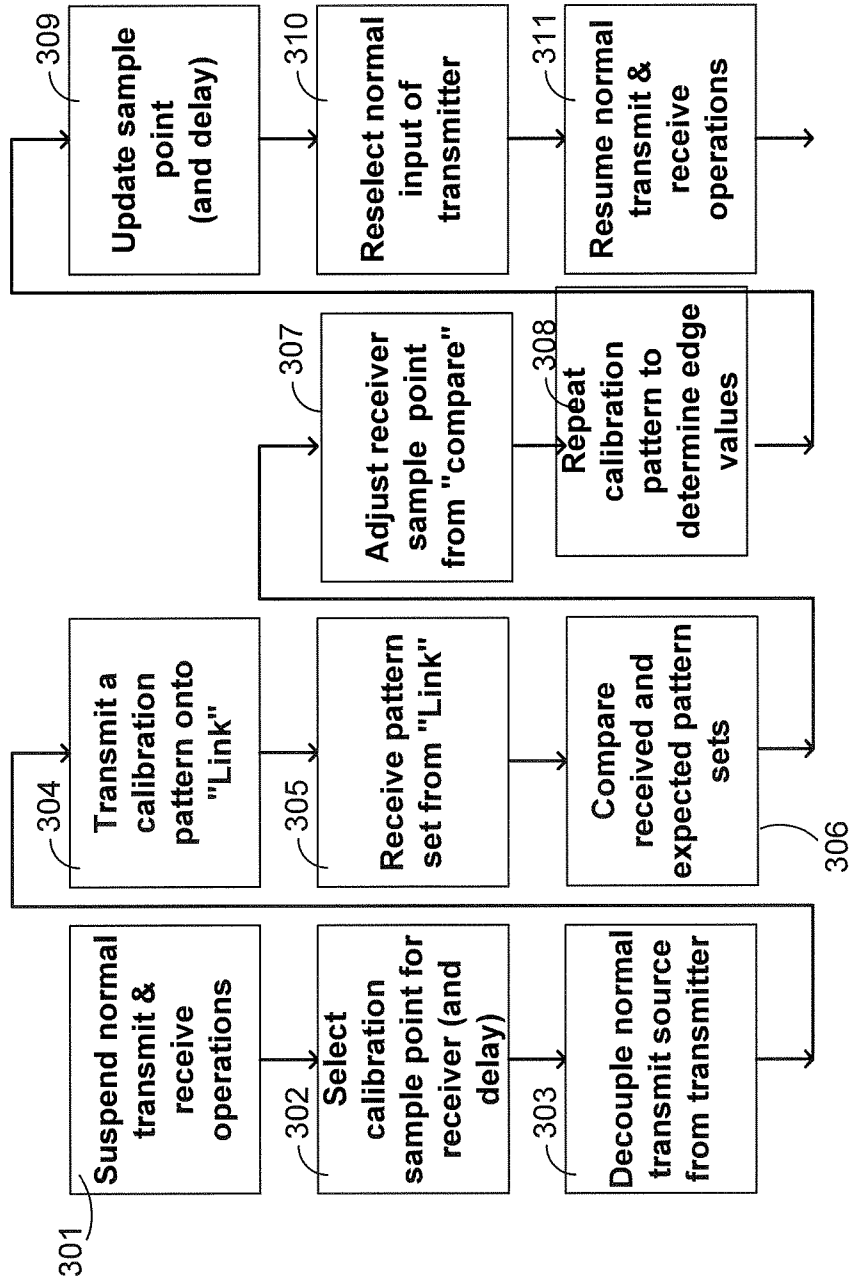 301
Suspend normal
transmit &
receive
operations
302
Select
calibration
sample point for
receiver (and
delay)
303
Decouple normal
transmit source
from transmitter
304
Transmit a
calibration
pattern onto
"Link"
305
Receive pattern
set from "Link"
306
Compare
received and
expected pattern
sets
307
Adjust receiver
sample point
from "compare"
308
Repeat
calibration
pattern to
determine edge
values
309
Update sample
point
(and delay)
310
Reselect normal
input of
transmitter
311
Resume normal
transmit &
receive
operations